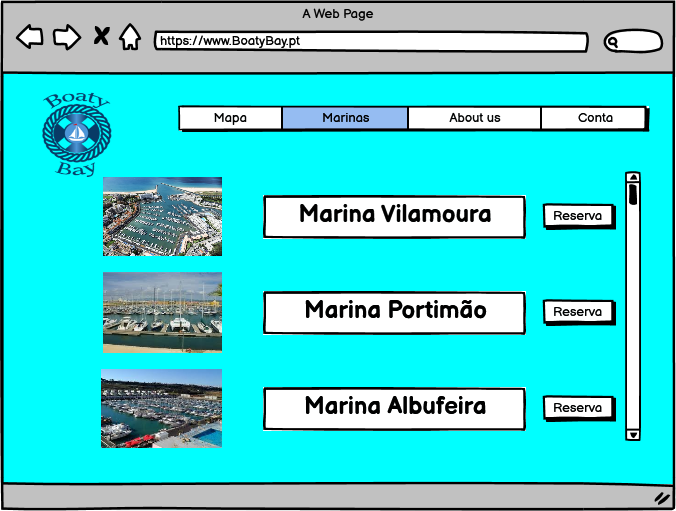 A Web Page
https://www.BoatyBay.pt
Boaty
Bay
Mapa
Marinas
About us
Conta
Marina Vilamoura
Reserva
Marina Portimão
Reserva
Marina Albufeira
Reserva